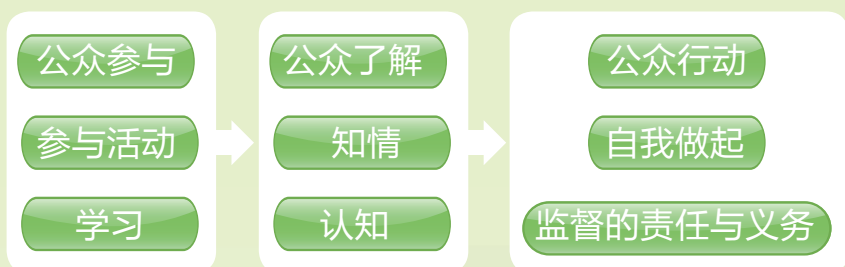 公众参与
参与活动
学习
公众了解
知情
认知
公众行动
自我做起
监督的责任与义务